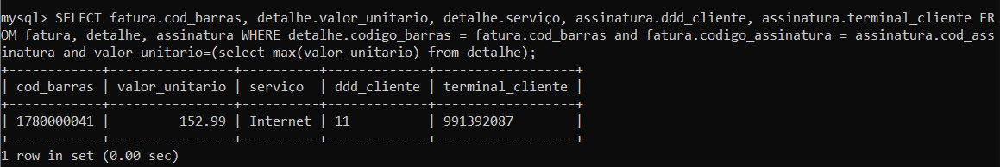 mysql> SELECT fatura.cod_barras, detalhe.valor_unitario, detalhe.serviço, assinatura.ddd_cliente, assinatura.terminal_cliente FR
OM fatura, detalhe, assinatura WHERE detalhe.codigo_barras = fatura.cod_barras and fatura.codigo_assinatura = assinatura.cod_ass
inatura and valor_unitario=(select max(valor_unitario) from detalhe);
+------------+----------------+----------+-------------+------------------+
| cod_barras | valor_unitario | serviço  | ddd_cliente | terminal_cliente |
+------------+----------------+----------+-------------+------------------+
| 1780000041 |         152.99 | Internet | 11          | 991392087        |
+------------+----------------+----------+-------------+------------------+
1 row in set (0.00 sec)